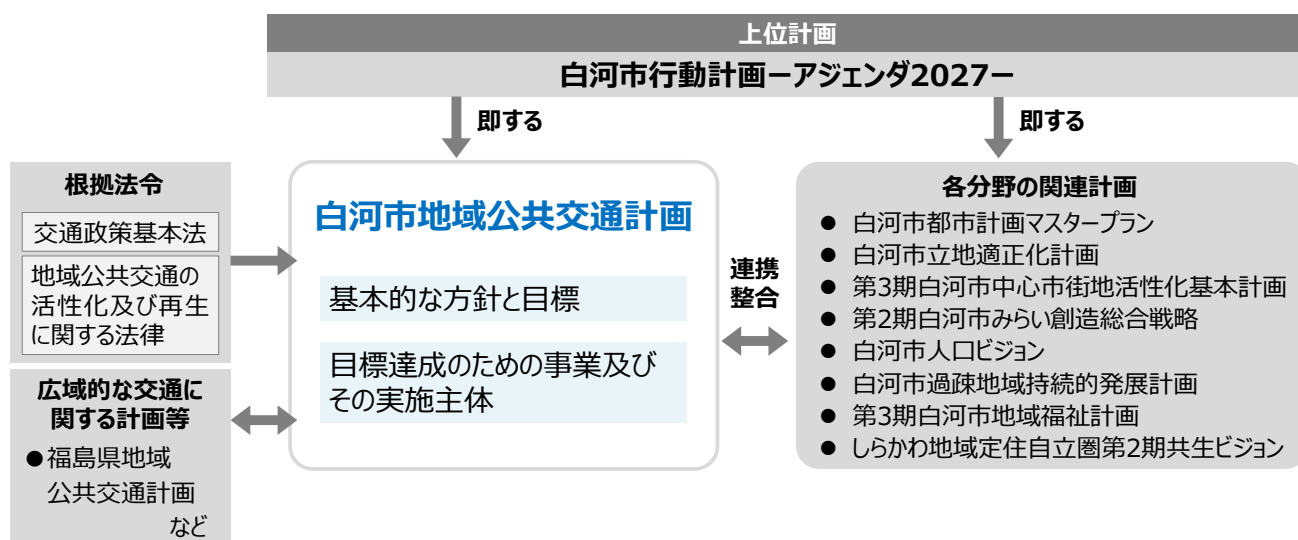 上位計画
白河市行動計画－アジェンダ2027－
即する
即する
根拠法令
交通政策基本法
地域公共交通の
活性化及び再生
に関する法律
広域的な交通に
関する計画等
●福島県地域
公共交通計画
など
白河市地域公共交通計画
基本的な方針と目標
目標達成のための事業及び
その実施主体
連携
整合
各分野の関連計画
● 白河市都市計画マスタープラン
● 白河市立地適正化計画
● 第3期白河市中心市街地活性化基本計画
● 第2期白河市みらい創造総合戦略
● 白河市人口ビジョン
● 白河市過疎地域持続的発展計画
● 第3期白河市地域福祉計画
● しらかわ地域定住自立圏第2期共生ビジョン